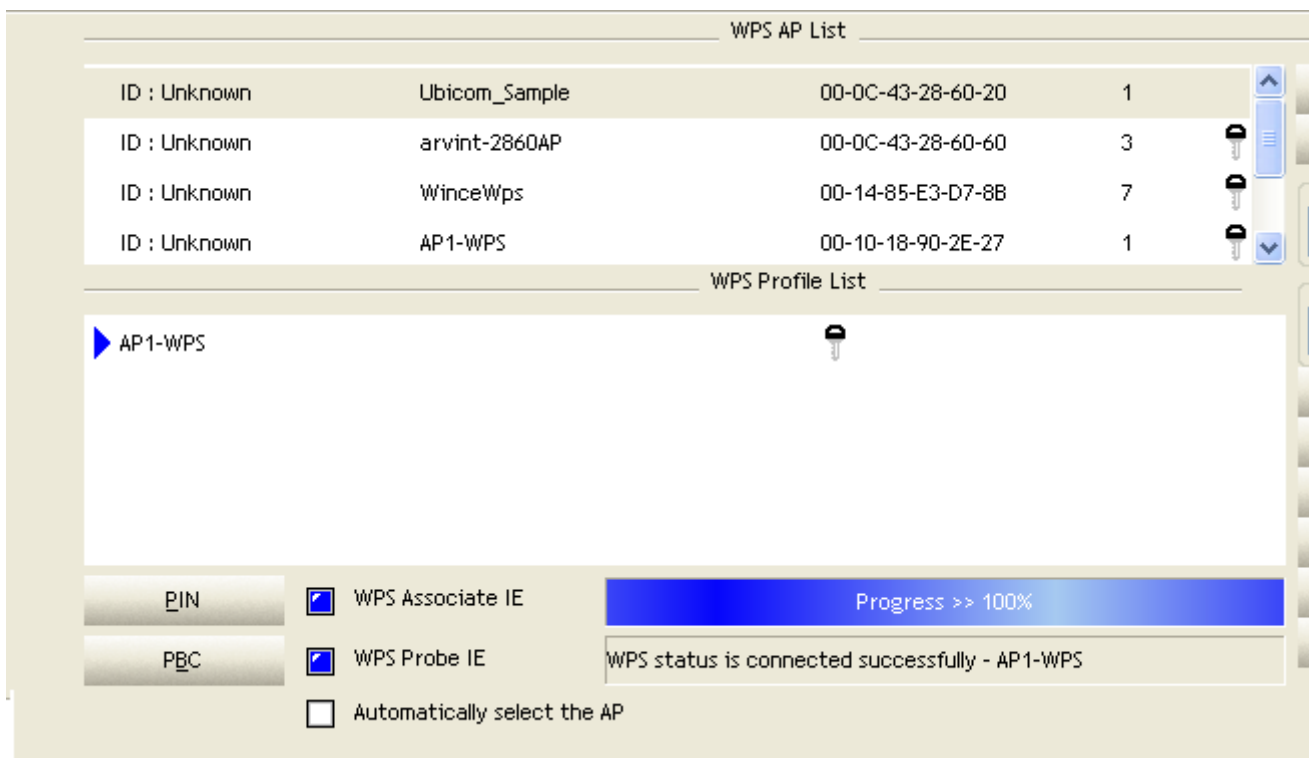 WPS AP List
ID : Unknown Ubicom_Sample 00-0C-43-28-60-20 1
ID : Unknown arvint-2860AP 00-0C-43-28-60-60 3
ID : Unknown WinceWps 00-14-85-E3-D7-8B 7
ID : Unknown AP1-WPS 00-10-18-90-2E-27 1
WPS Profile List
AP1-WPS
PIN WPS Associate IE Progress >> 100%
PBC WPS Probe IE WPS status is connected successfully - AP1-WPS
Automatically select the AP